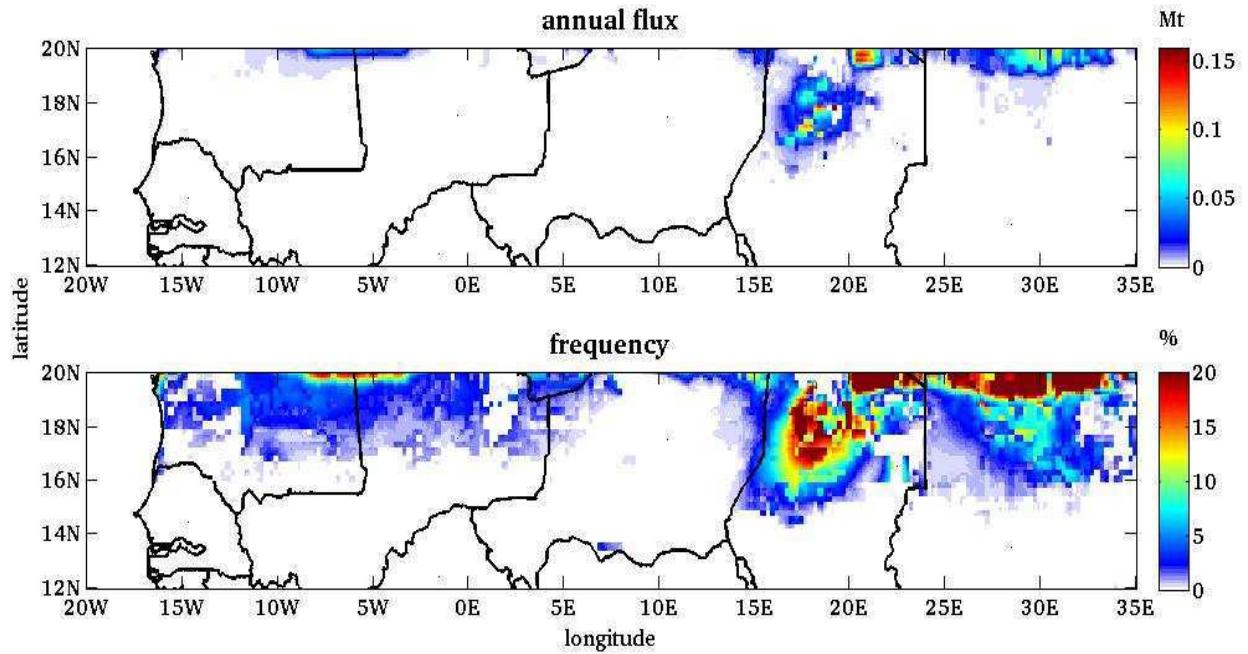 annual flux
Mt
20N
18N
16N
14N
12N
0.15
0.1
0.05
0
20W 15W 10W 5W 0E 5E 10E 15E 20E 25E 30E 35E
latitude
frequency
%
20N
18N
16N
14N
12N
20
15
10
5
0
20W 15W 10W 5W 0E 5E 10E 15E 20E 25E 30E 35E
longitude